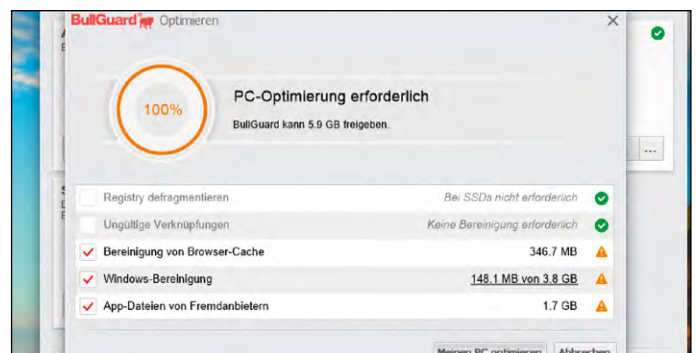 BullGuard Optimieren
100%
PC-Optimierung erforderlich
BullGuard kann 5.9 GB freigeben.
Registry defragmentieren Bei SSDs nicht erforderlich
Ungültige Verknüpfungen Keine Bereinigung erforderlich
Bereinigung von Browser-Cache 346.7 MB
Windows-Bereinigung 148.1 MB von 3.8 GB
App-Dateien von Fremdanbietern 1.7 GB
Meinen PC optimieren Abbrechen